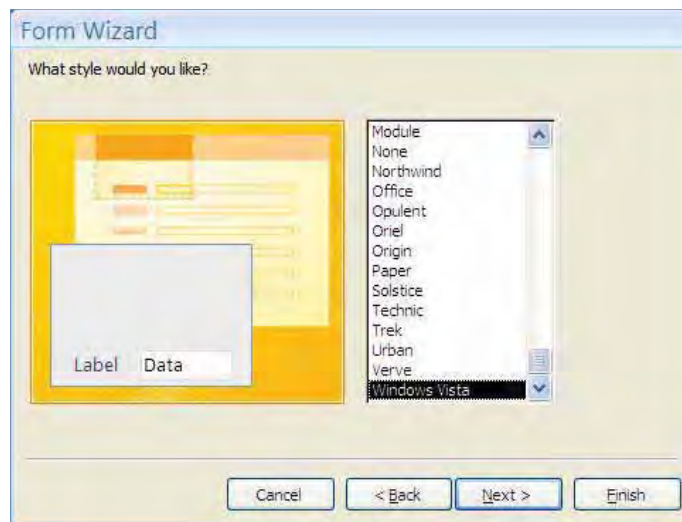 Form Wizard
What style would you like?
Module
None
Northwind
Office
Opulent
Oriel
Origin
Paper
Solstice
Technic
Trek
Urban
Verve
Windows Vista
Label Data
Cancel < Back Next > Finish